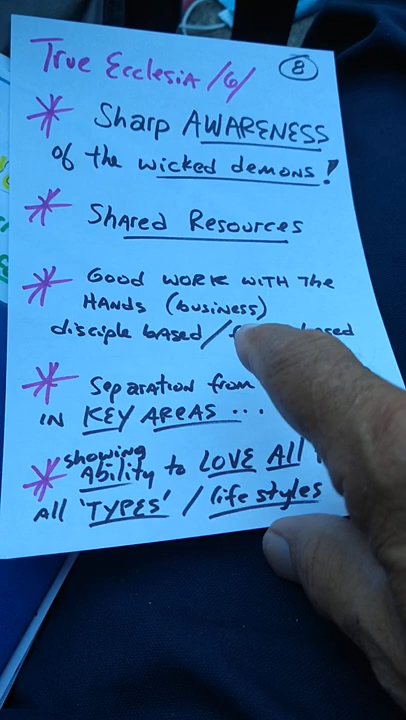 True Ecclesia /6/
8
* Sharp AWARENESS
of the wicked demons!
* Shared Resources
* Good work with the
Hands (business)
disciple based /
* Separation from
in KEY AREAS ...
* showing
Ability to LOVE All
all 'TYPES' / life styles